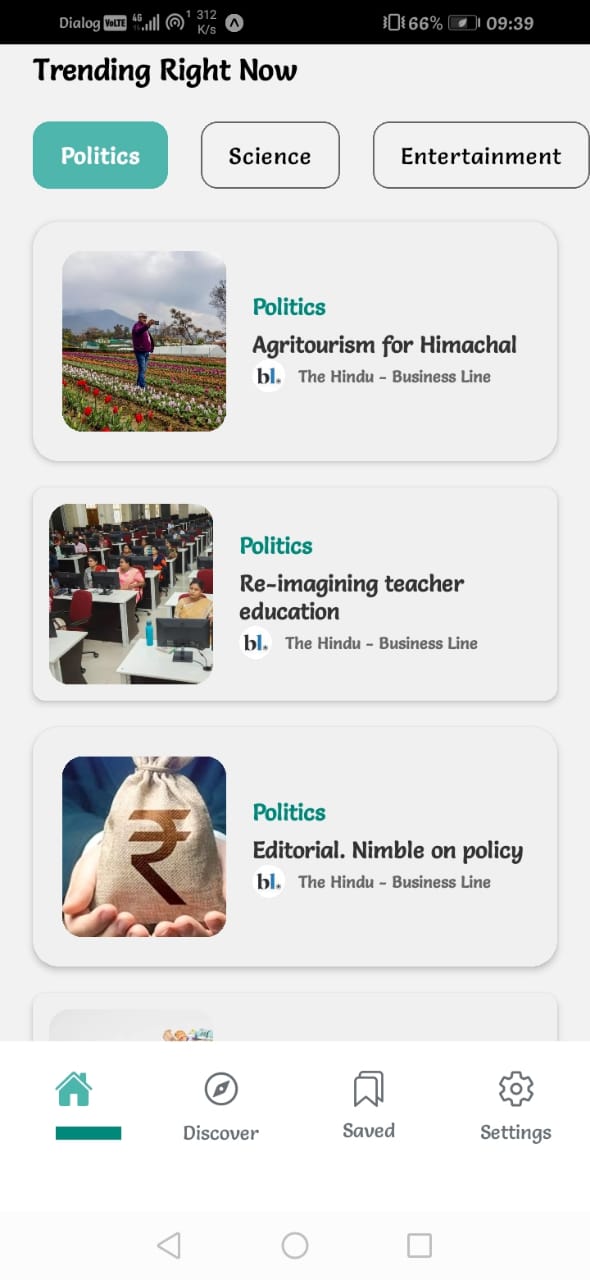 Dialog VoLTE 4G 1 312 K/s 66% 09:39
Trending Right Now
Politics Science Entertainment
Politics
Agritourism for Himachal
bl. The Hindu - Business Line
Politics
Re-imagining teacher
education
bl. The Hindu - Business Line
₹
Politics
Editorial. Nimble on policy
bl. The Hindu - Business Line
Discover Saved Settings